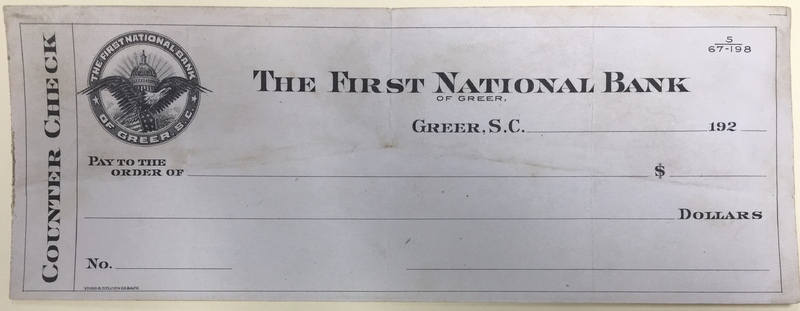 COUNTER CHECK
THE FIRST NATIONAL BANK
OF GREER, S.C.
5
67-198
THE FIRST NATIONAL BANK
OF GREER,
GREER, S.C. 192
PAY TO THE
ORDER OF $
DOLLARS
No.